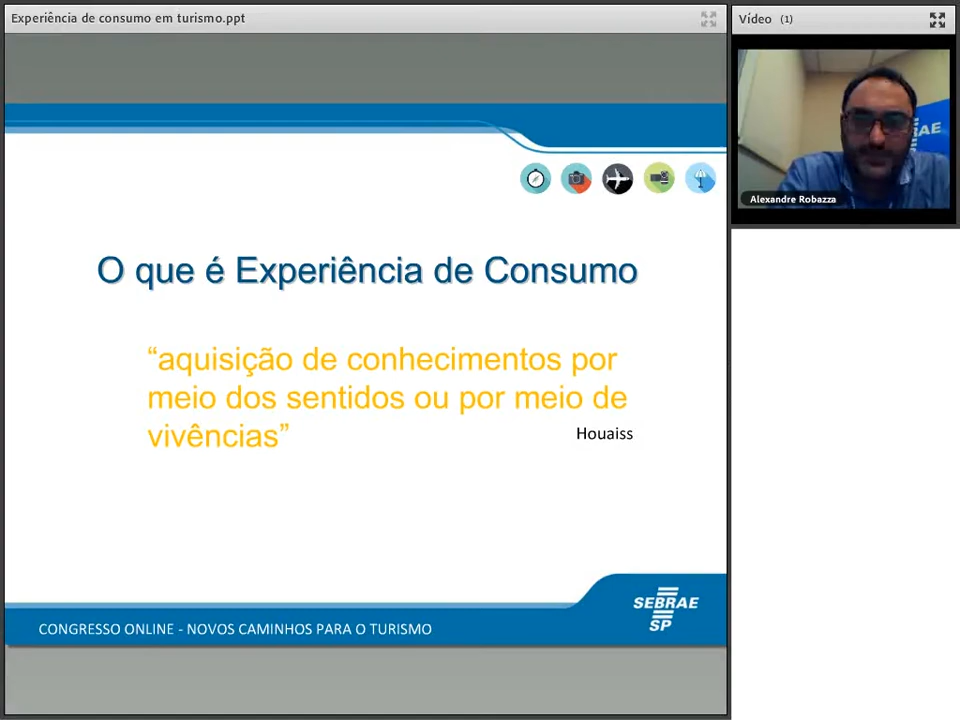 Experiência de consumo em turismo.ppt
Vídeo (1)
EAE
Alexandre Robazza
O que é Experiência de Consumo
“aquisição de conhecimentos por
meio dos sentidos ou por meio de
vivências”
Houaiss
SEBRAE
SP
CONGRESSO ONLINE - NOVOS CAMINHOS PARA O TURISMO